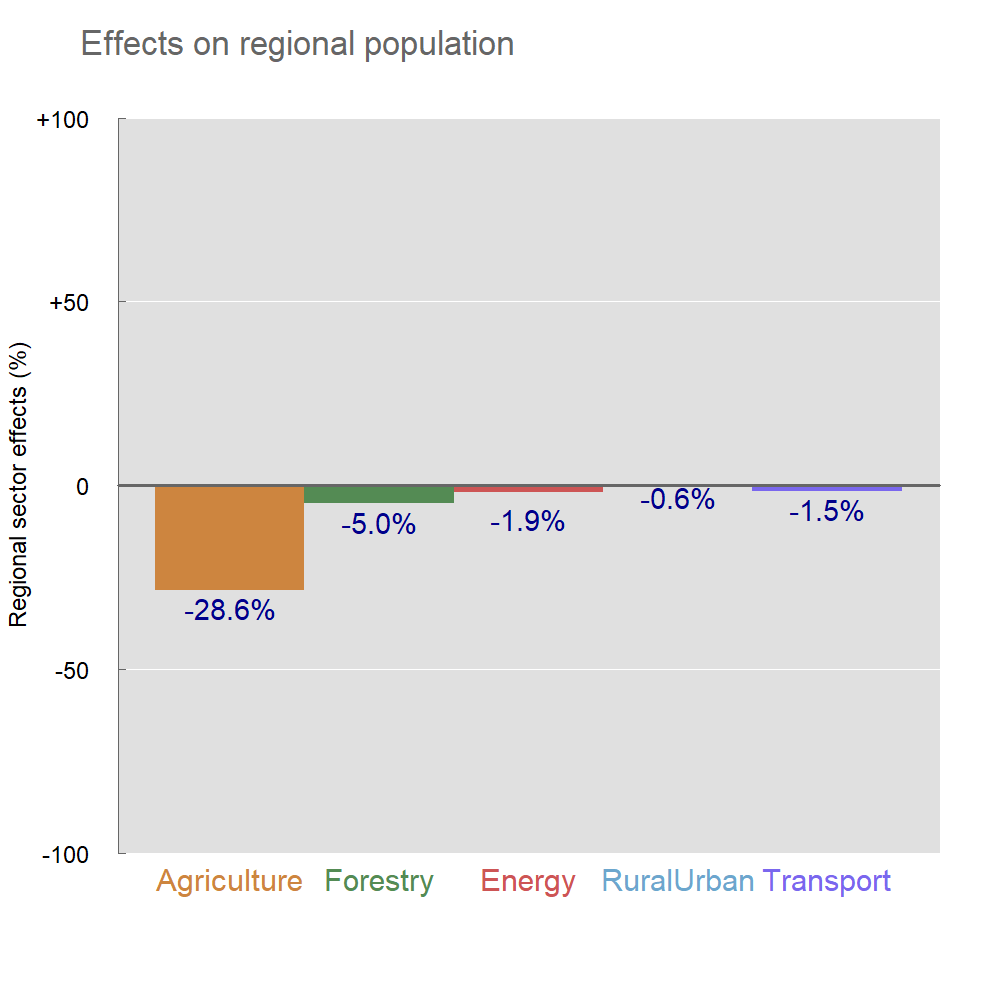 Effects on regional population
+100
+50
0
-50
-100
Regional sector effects (%)
-28.6%
-5.0%
-1.9%
-0.6%
-1.5%
Agriculture
Forestry
Energy
RuralUrban
Transport